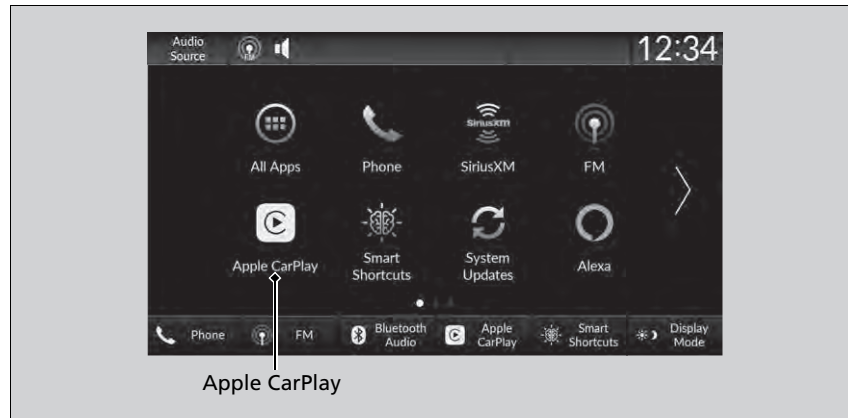 Audio
Source
FM
12:34
All Apps
Phone
SiriusXM
SiriusXM
FM
Apple CarPlay
Smart
Shortcuts
System
Updates
Alexa
Phone
FM
Bluetooth
Audio
Apple
CarPlay
Smart
Shortcuts
Display
Mode
Apple CarPlay